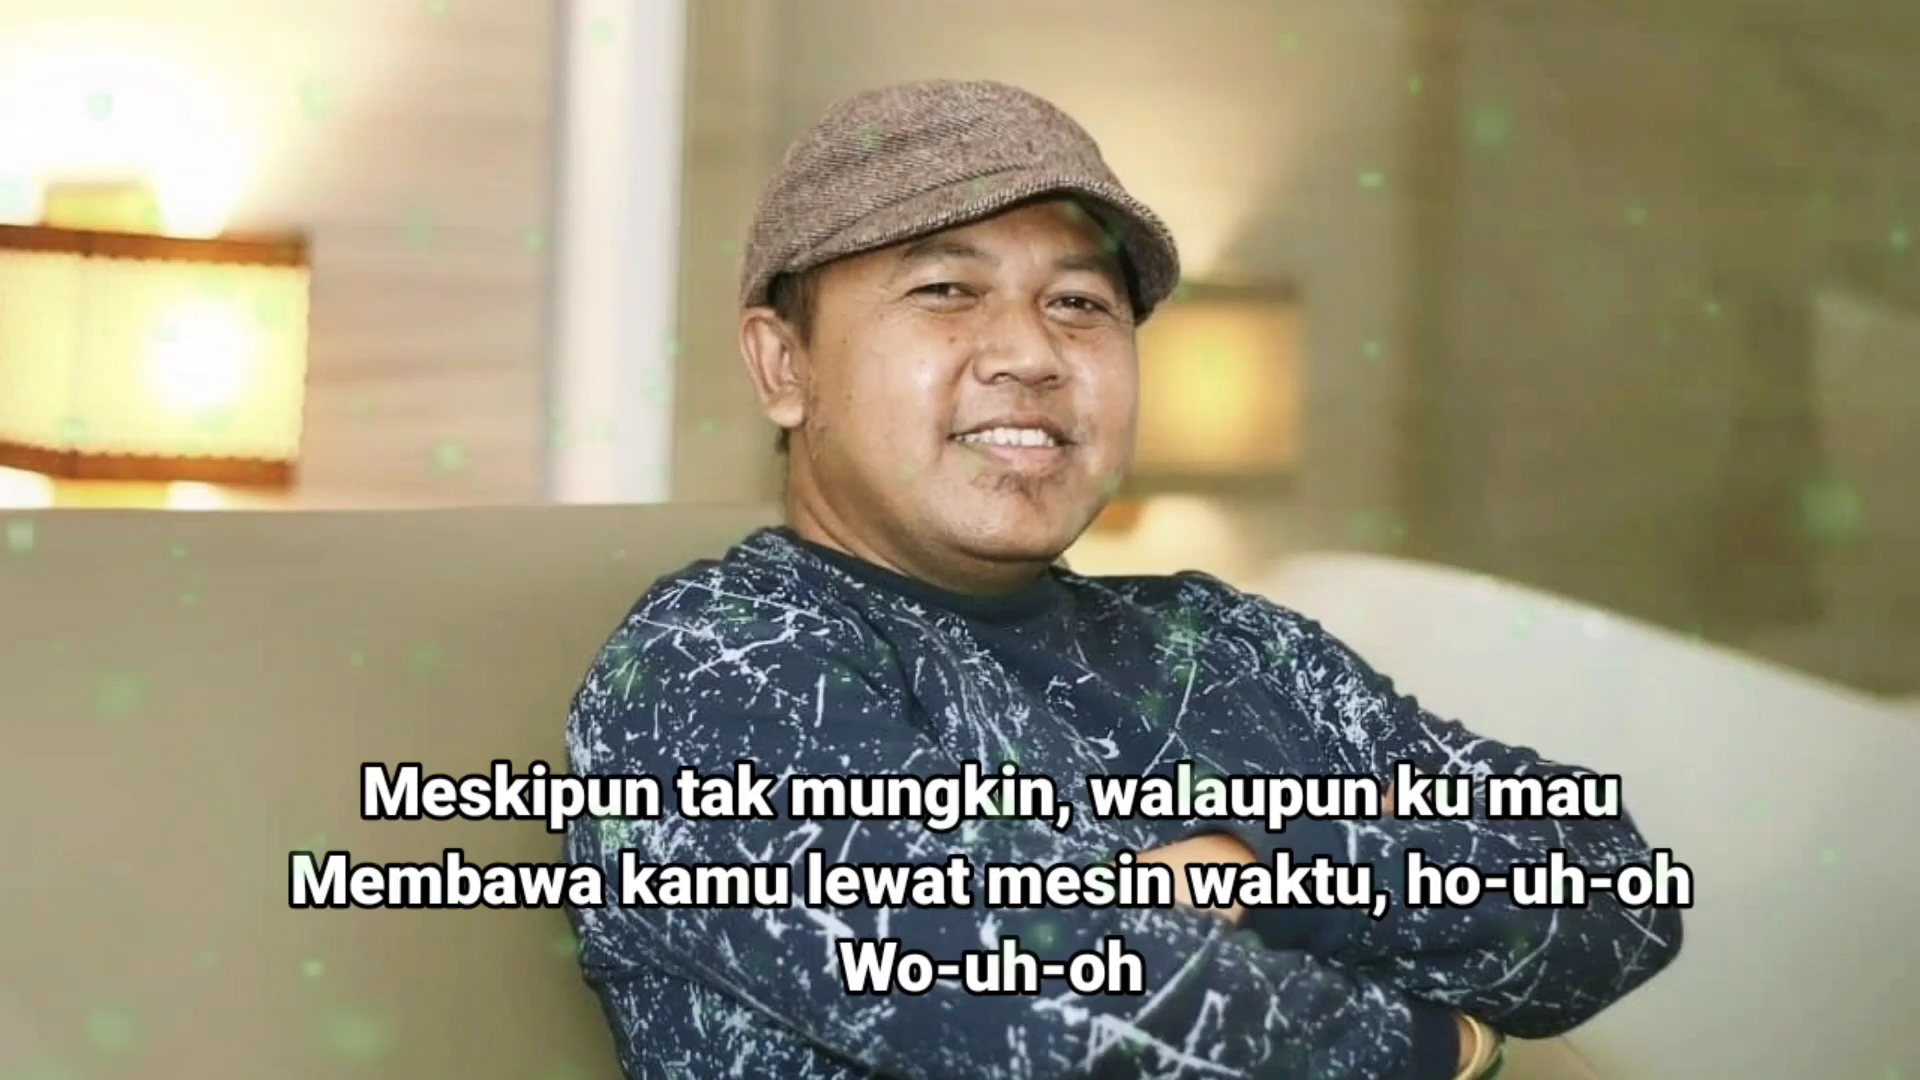 Meskipun tak mungkin, walaupun ku mau
Membawa kamu lewat mesin waktu, ho-uh-oh
Wo-uh-oh